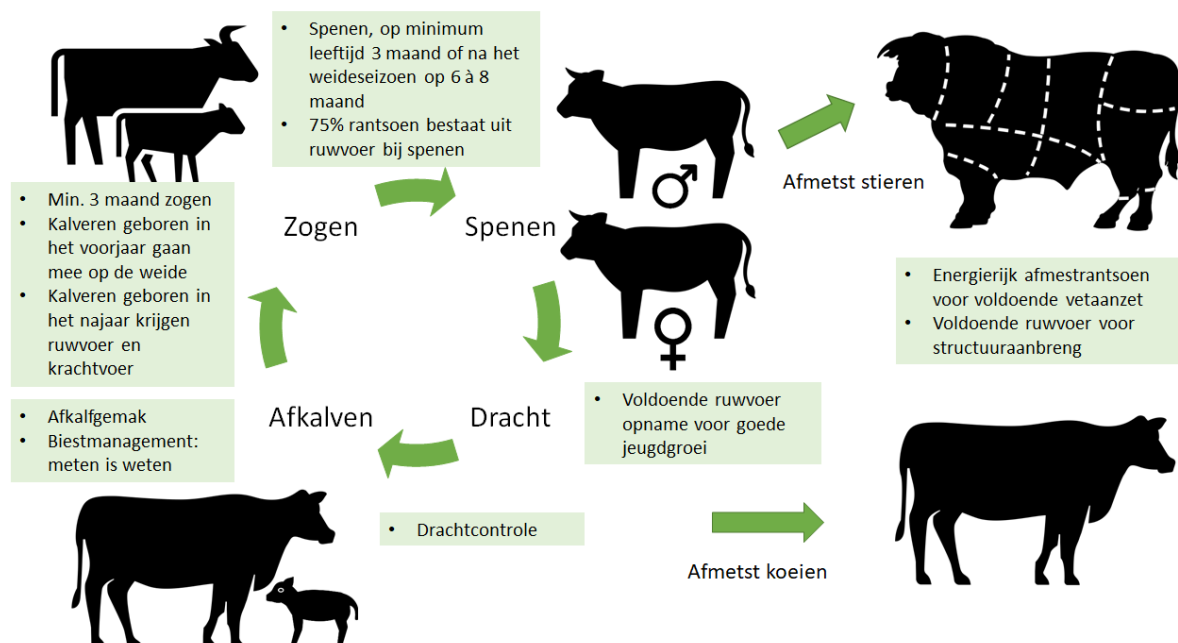 • Spenen, op minimum
leeftijd 3 maand of na het
weideseizoen op 6 à 8
maand
• 75% rantsoen bestaat uit
ruwvoer bij spenen
• Min. 3 maand zogen
• Kalveren geboren in
het voorjaar gaan
mee op de weide
• Kalveren geboren in
het najaar krijgen
ruwvoer en
krachtvoer
Zogen
Spenen
Afmetst stieren
• Energierijk afmestrantsoen
voor voldoende vetaanzet
• Voldoende ruwvoer voor
structuuraanbreng
• Afkalfgemak
• Biestmanagement:
meten is weten
Afkalven
Dracht
• Voldoende ruwvoer
opname voor goede
jeugdgroei
• Drachtcontrole
Afmetst koeien